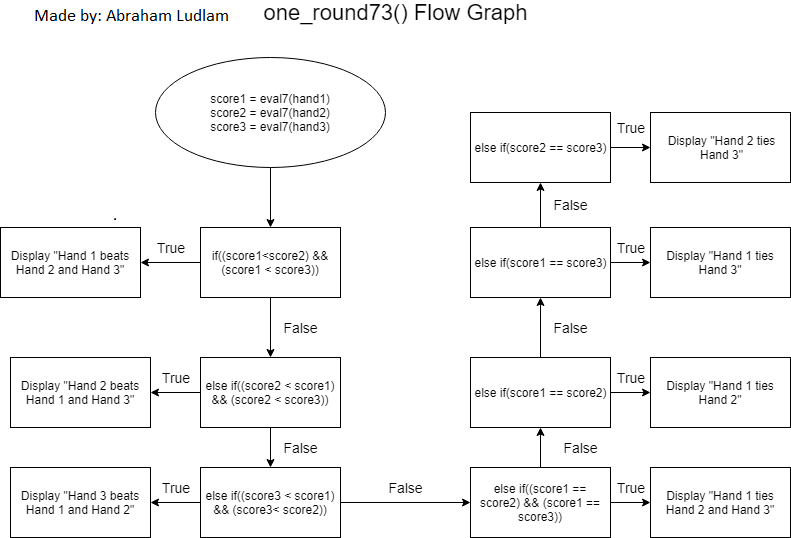 Made by: Abraham Ludlam
one_round73() Flow Graph
score1 = eval7(hand1)
score2 = eval7(hand2)
score3 = eval7(hand3)
if((score1<score2) &&
(score1 < score3))
True
Display "Hand 1 beats
Hand 2 and Hand 3"
False
else if((score2 < score1)
&& (score2 < score3))
True
Display "Hand 2 beats
Hand 1 and Hand 3"
False
else if((score3 < score1)
&& (score3< score2))
True
Display "Hand 3 beats
Hand 1 and Hand 2"
False
else if((score1 ==
score2) && (score1 ==
score3))
True
Display "Hand 1 ties
Hand 2 and Hand 3"
False
else if(score1 == score2)
True
Display "Hand 1 ties
Hand 2"
False
else if(score1 == score3)
True
Display "Hand 1 ties
Hand 3"
False
else if(score2 == score3)
True
Display "Hand 2 ties
Hand 3"